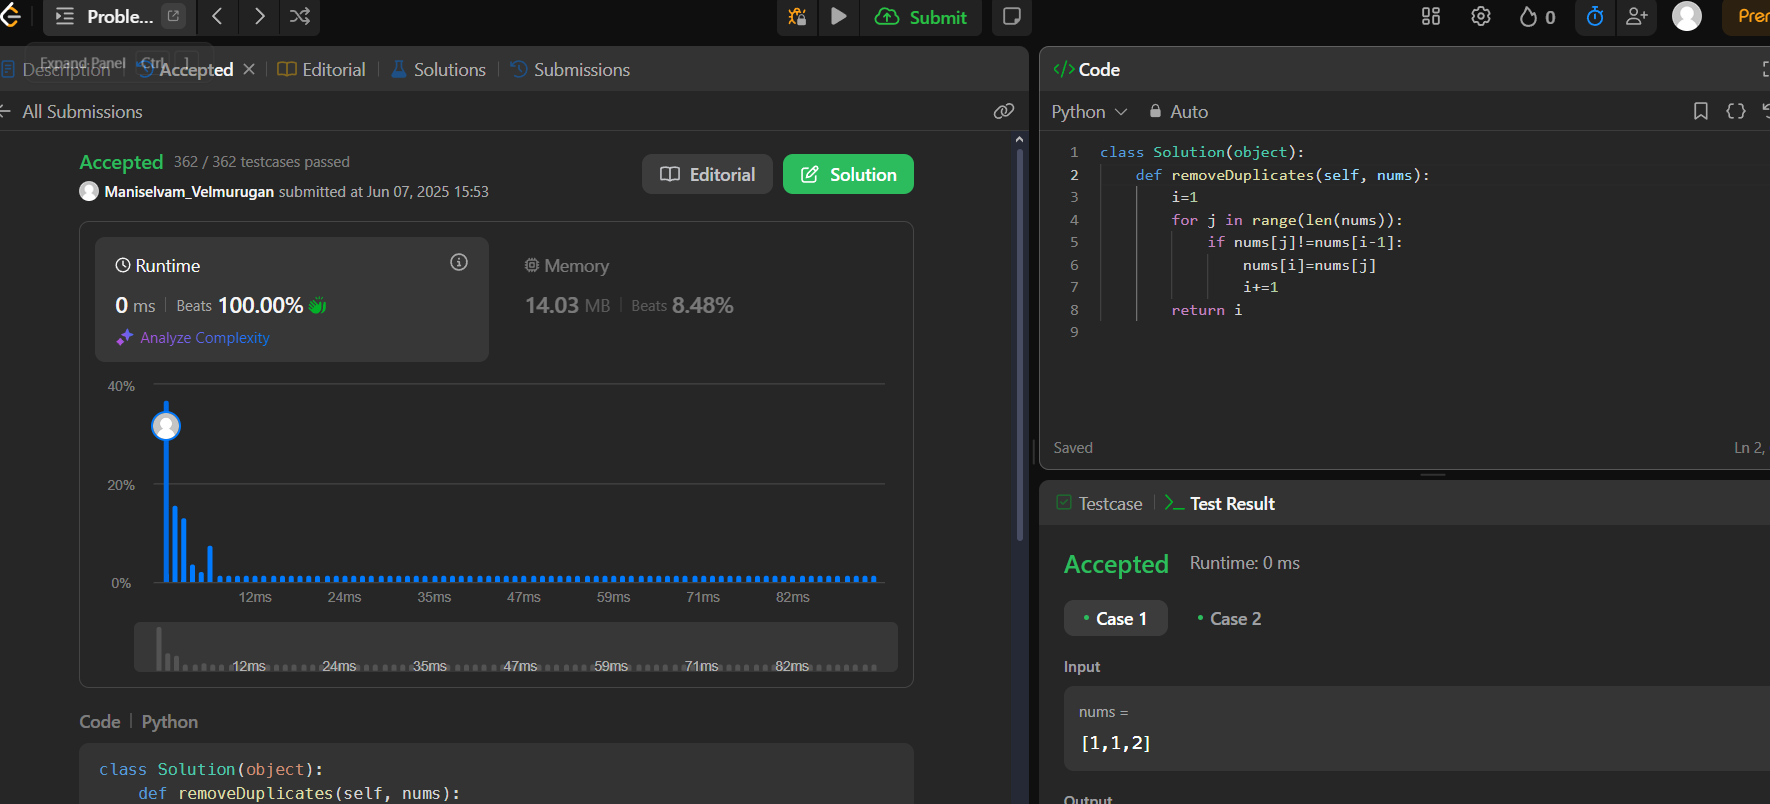 Proble...
Submit
0
Prem
Expand Panel Ctrl ]
Description
Accepted
Editorial
Solutions
Submissions
All Submissions
Accepted 362 / 362 testcases passed
Maniselvam_Velmurugan submitted at Jun 07, 2025 15:53
Editorial
Solution
Runtime
0 ms | Beats 100.00%
Analyze Complexity
Memory
14.03 MB | Beats 8.48%
40%
20%
0%
12ms 24ms 35ms 47ms 59ms 71ms 82ms
12ms 24ms 35ms 47ms 59ms 71ms 82ms
Code | Python
class Solution(object):
def removeDuplicates(self, nums):
</> Code
Python Auto
1 class Solution(object):
2 def removeDuplicates(self, nums):
3 i=1
4 for j in range(len(nums)):
5 if nums[j]!=nums[i-1]:
6 nums[i]=nums[j]
7 i+=1
8 return i
9
Saved
Ln 2,
Testcase
>_ Test Result
Accepted Runtime: 0 ms
Case 1
Case 2
Input
nums =
[1,1,2]
Output